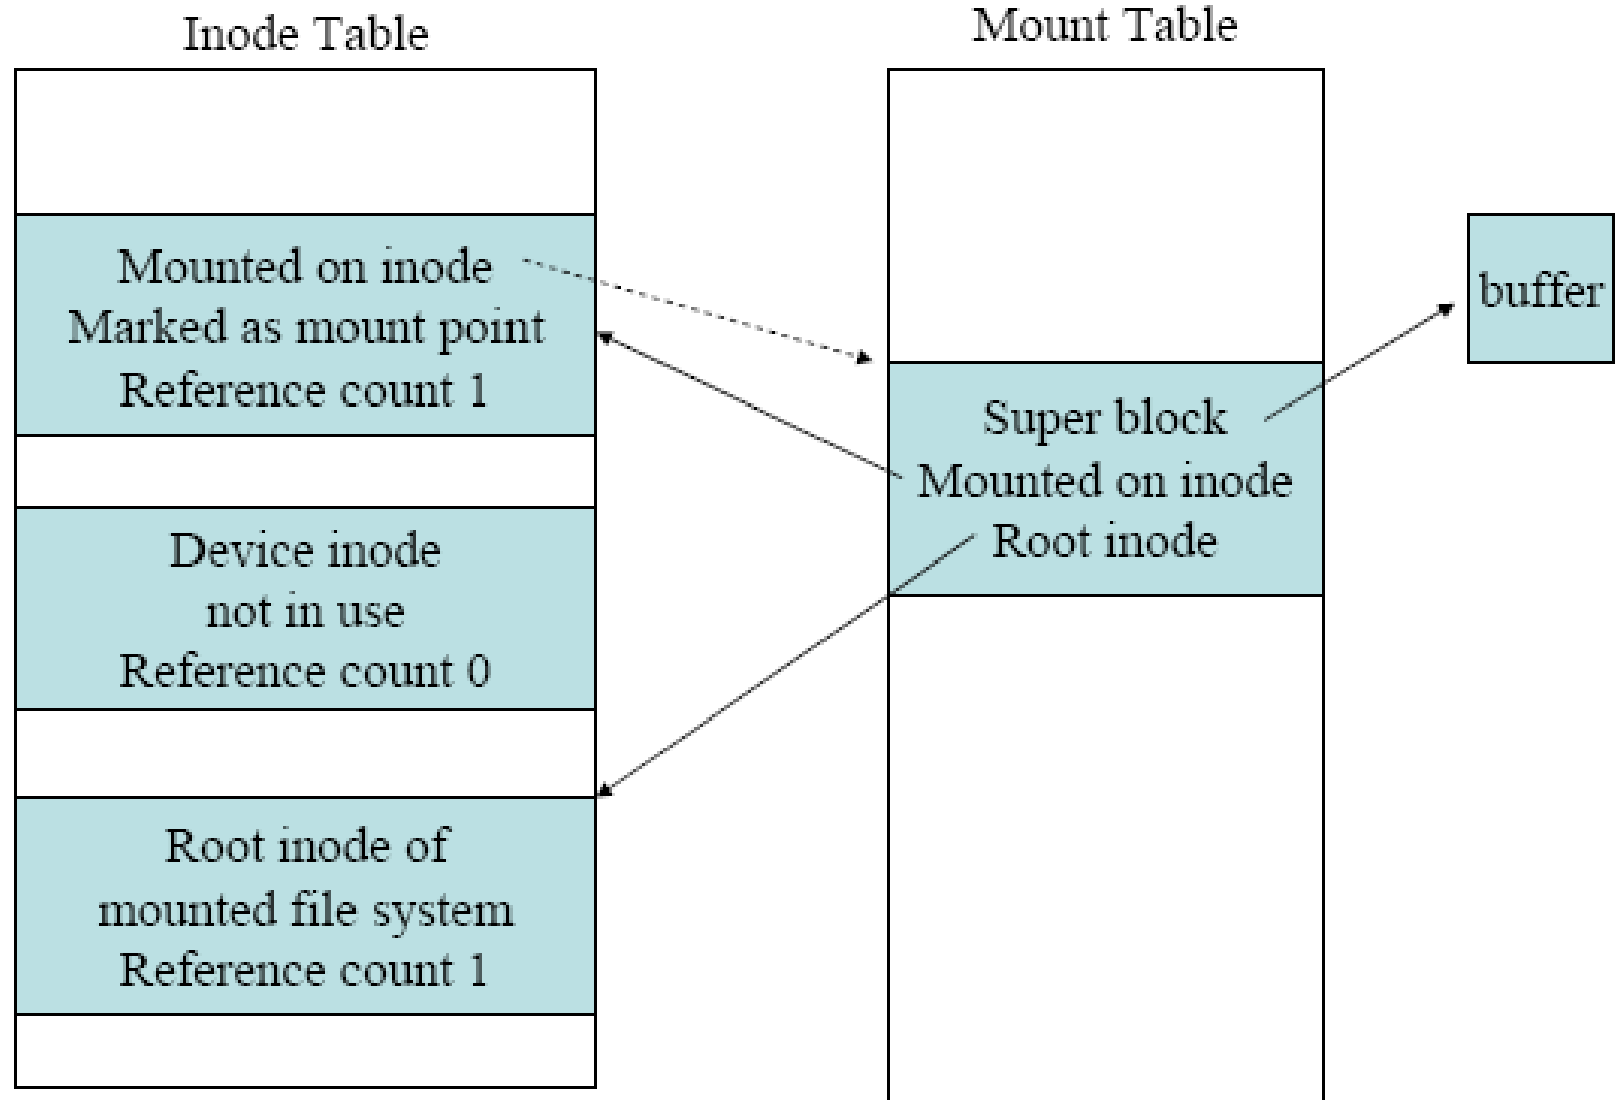 Inode Table
Mounted on inode
Marked as mount point
Reference count 1
Device inode
not in use
Reference count 0
Root inode of
mounted file system
Reference count 1
Mount Table
Super block
Mounted on inode
Root inode
buffer